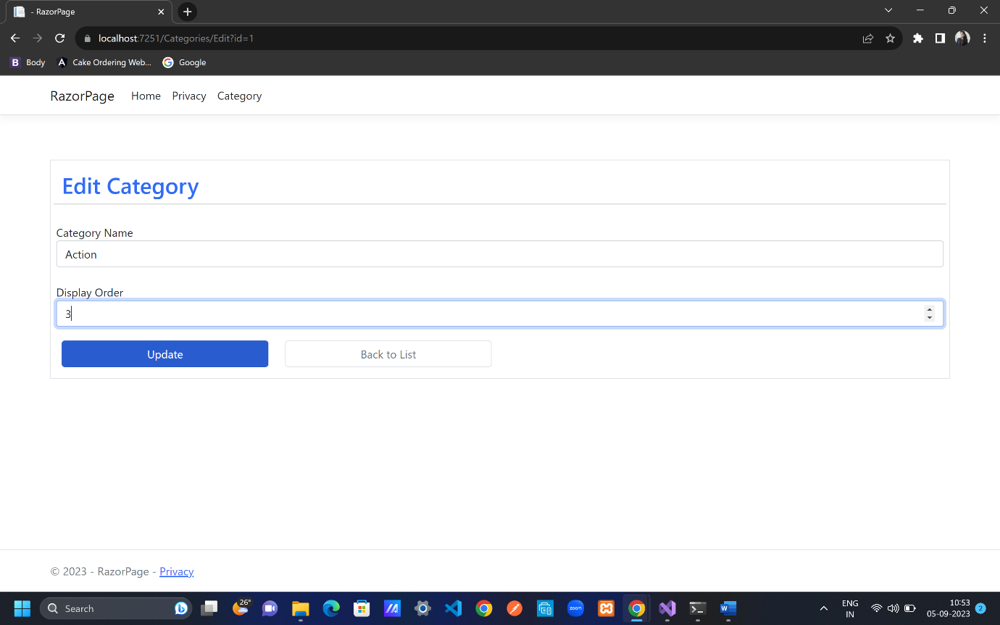 - RazorPage
localhost:7251/Categories/Edit?id=1
B Body A Cake Ordering Web... G Google
RazorPage Home Privacy Category
Edit Category
Category Name
Action
Display Order
3
Update Back to List
© 2023 - RazorPage - Privacy
Search 26° zoom W ENG 10:53
IN 05-09-2023 2